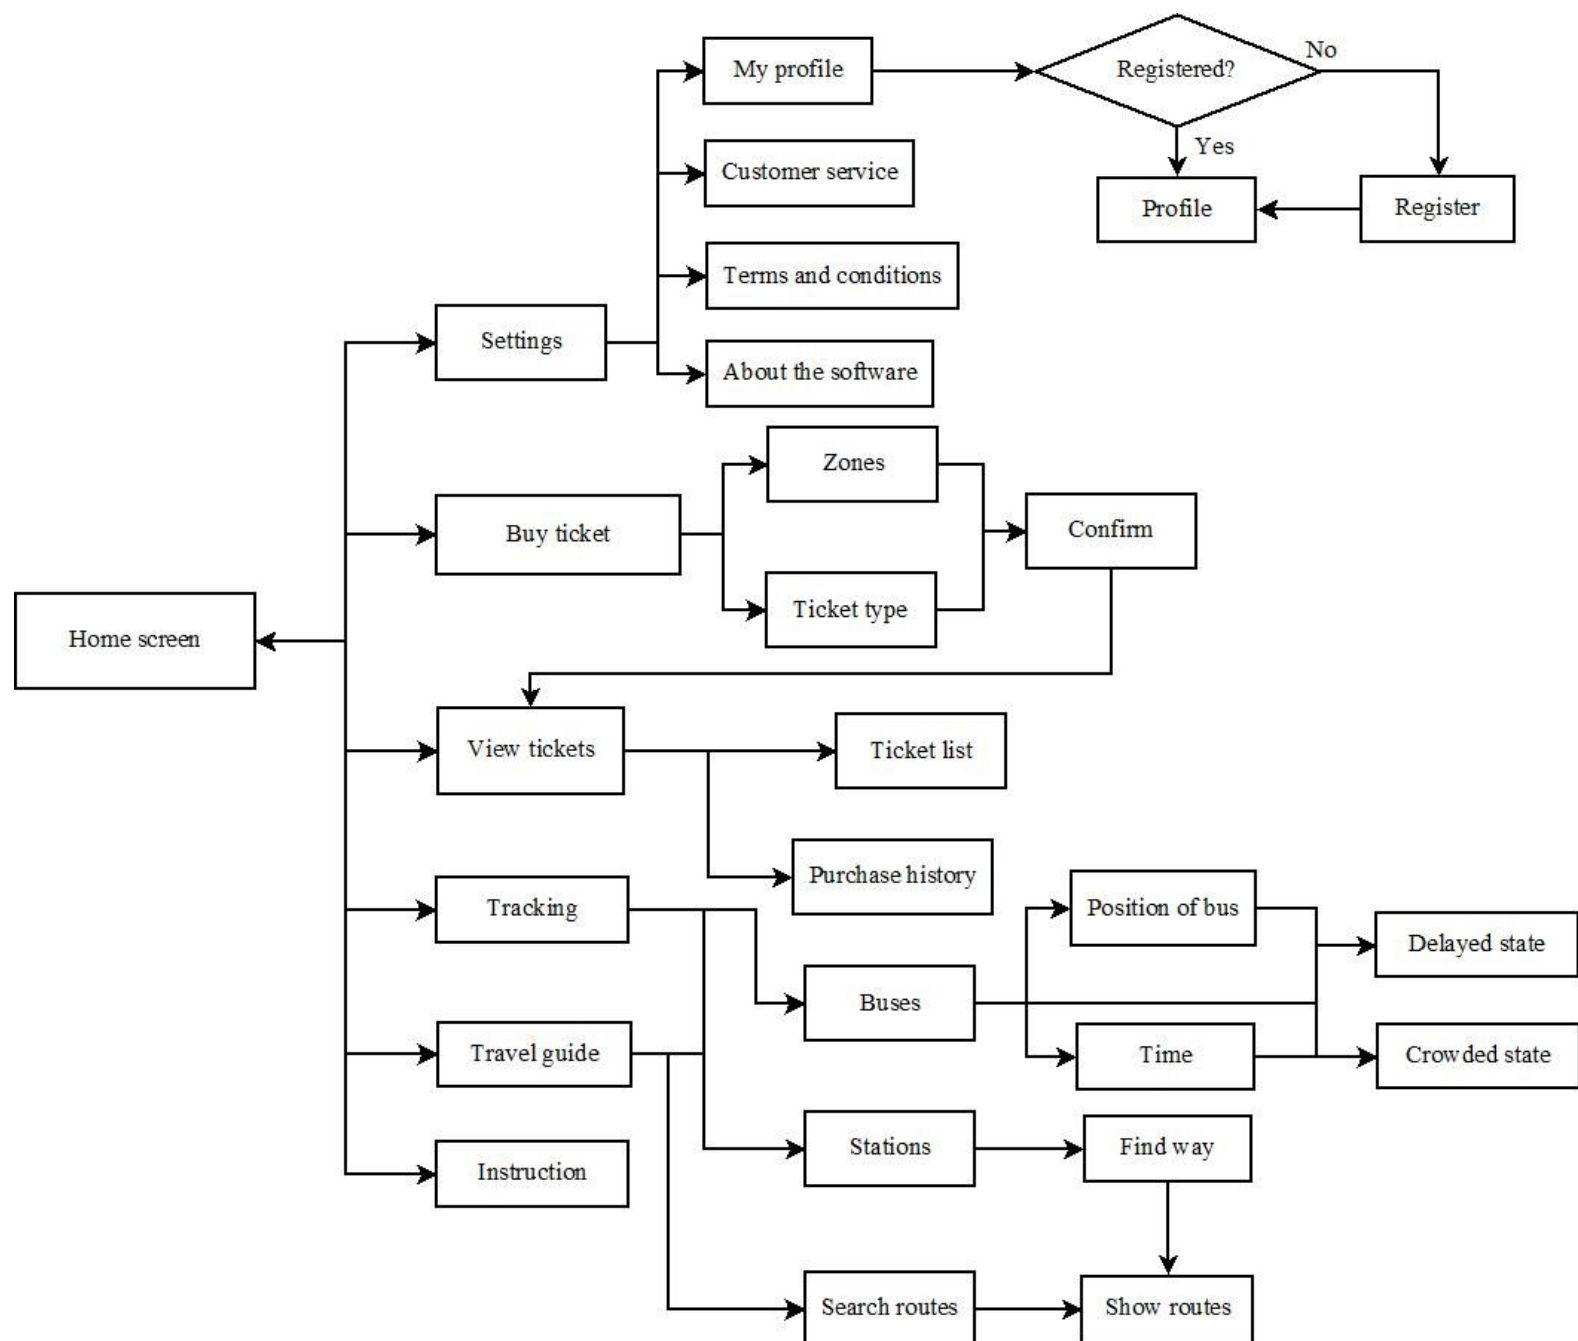 My profile
Registered?
No
Yes
Customer service
Profile
Register
Terms and conditions
Settings
About the software
Zones
Buy ticket
Confirm
Ticket type
Home screen
View tickets
Ticket list
Purchase history
Tracking
Position of bus
Delayed state
Buses
Travel guide
Time
Crowded state
Stations
Find way
Instruction
Search routes
Show routes